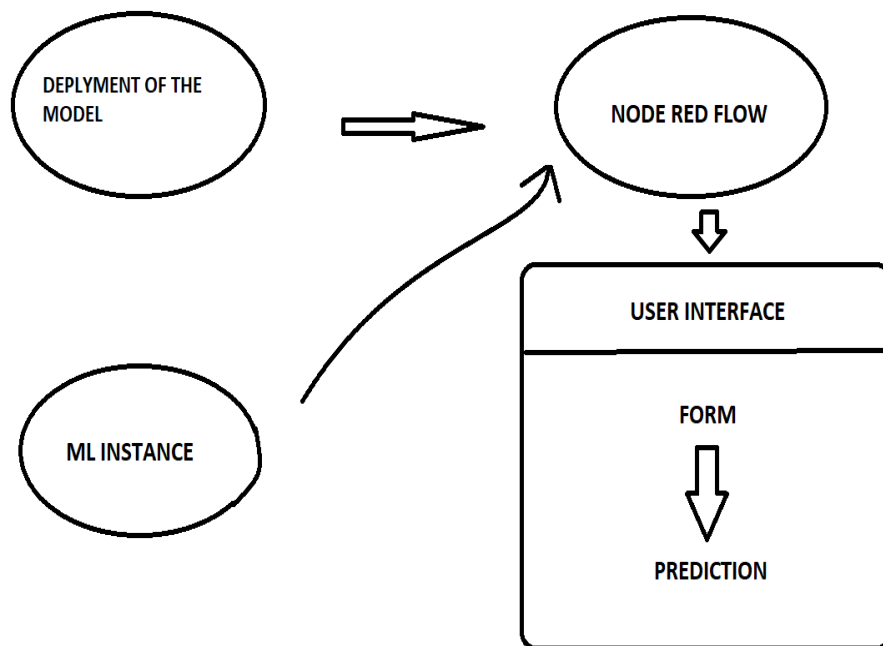 DEPLYMENT OF THE
MODEL
NODE RED FLOW
USER INTERFACE
ML INSTANCE
FORM
PREDICTION